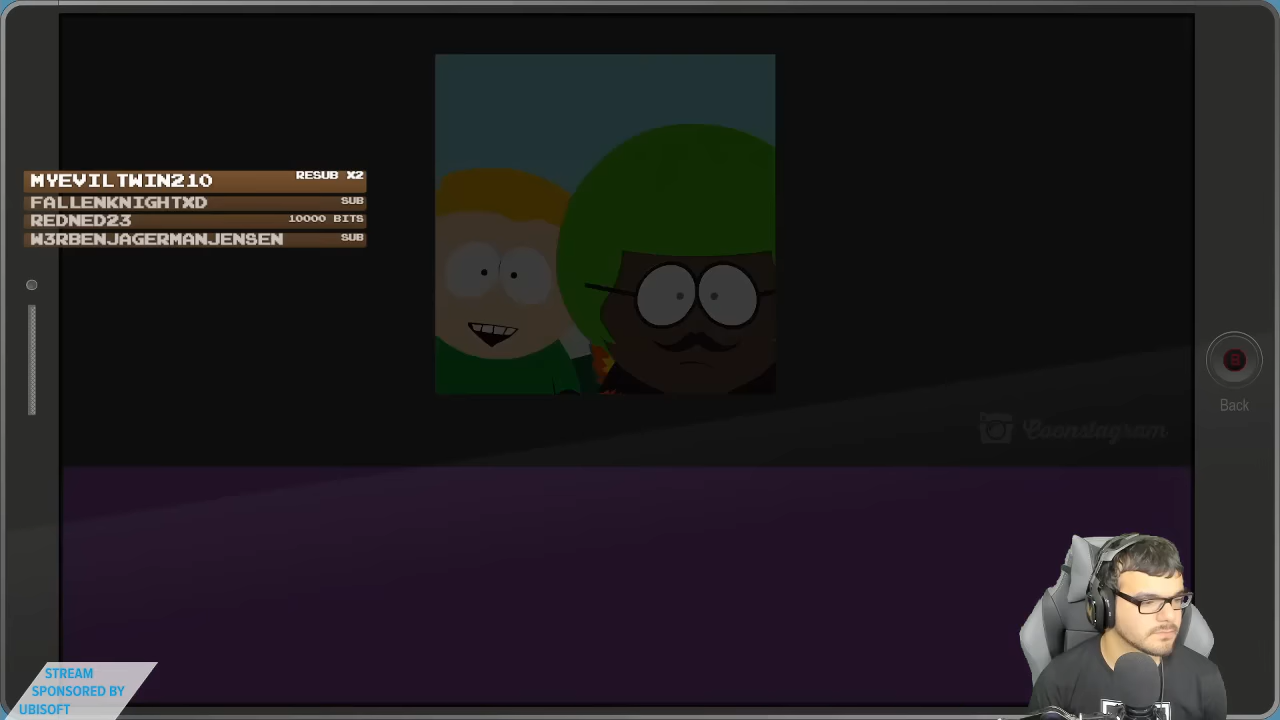 MYEVILTWIN210 RESUB X2
FALLENKNIGHTXD SUB
REDNED23 10000 BITS
W3RBENJAGERMANJENSEN SUB
B
Back
Coonstagram
STREAM
SPONSORED BY
UBISOFT